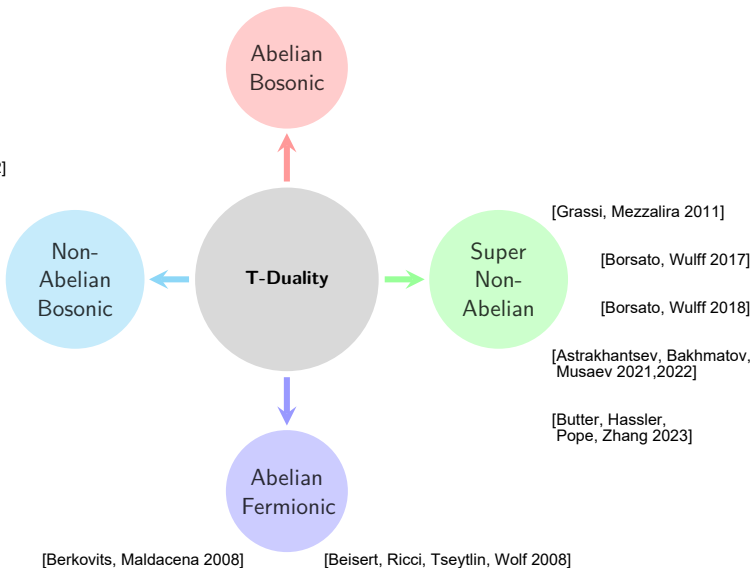 Abelian
Bosonic
[Grassi, Mezzalira 2011]
Non-
Abelian
Bosonic
T-Duality
Super
Non-
Abelian
[Borsato, Wulff 2017]
[Borsato, Wulff 2018]
[Astrakhantsev, Bakhmatov,
Musaev 2021,2022]
[Butter, Hassler,
Pope, Zhang 2023]
Abelian
Fermionic
[Berkovits, Maldacena 2008]
[Beisert, Ricci, Tseytlin, Wolf 2008]